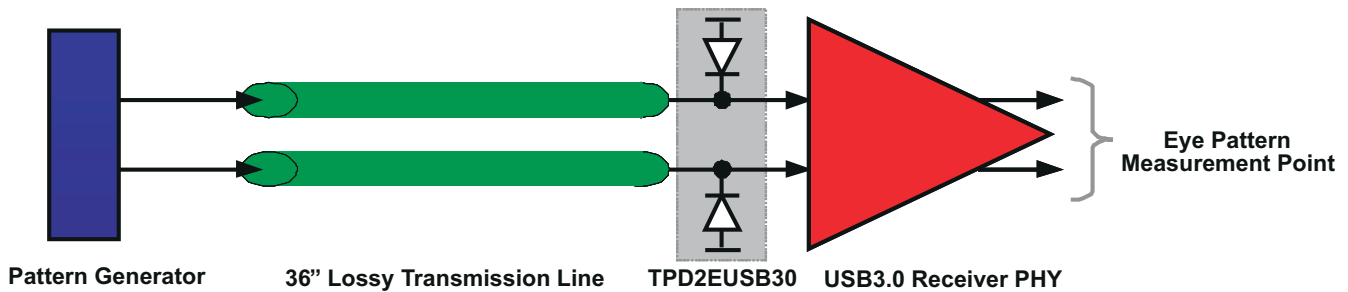 Eye Pattern
Measurement Point
Pattern Generator
36” Lossy Transmission Line
TPD2EUSB30
USB3.0 Receiver PHY